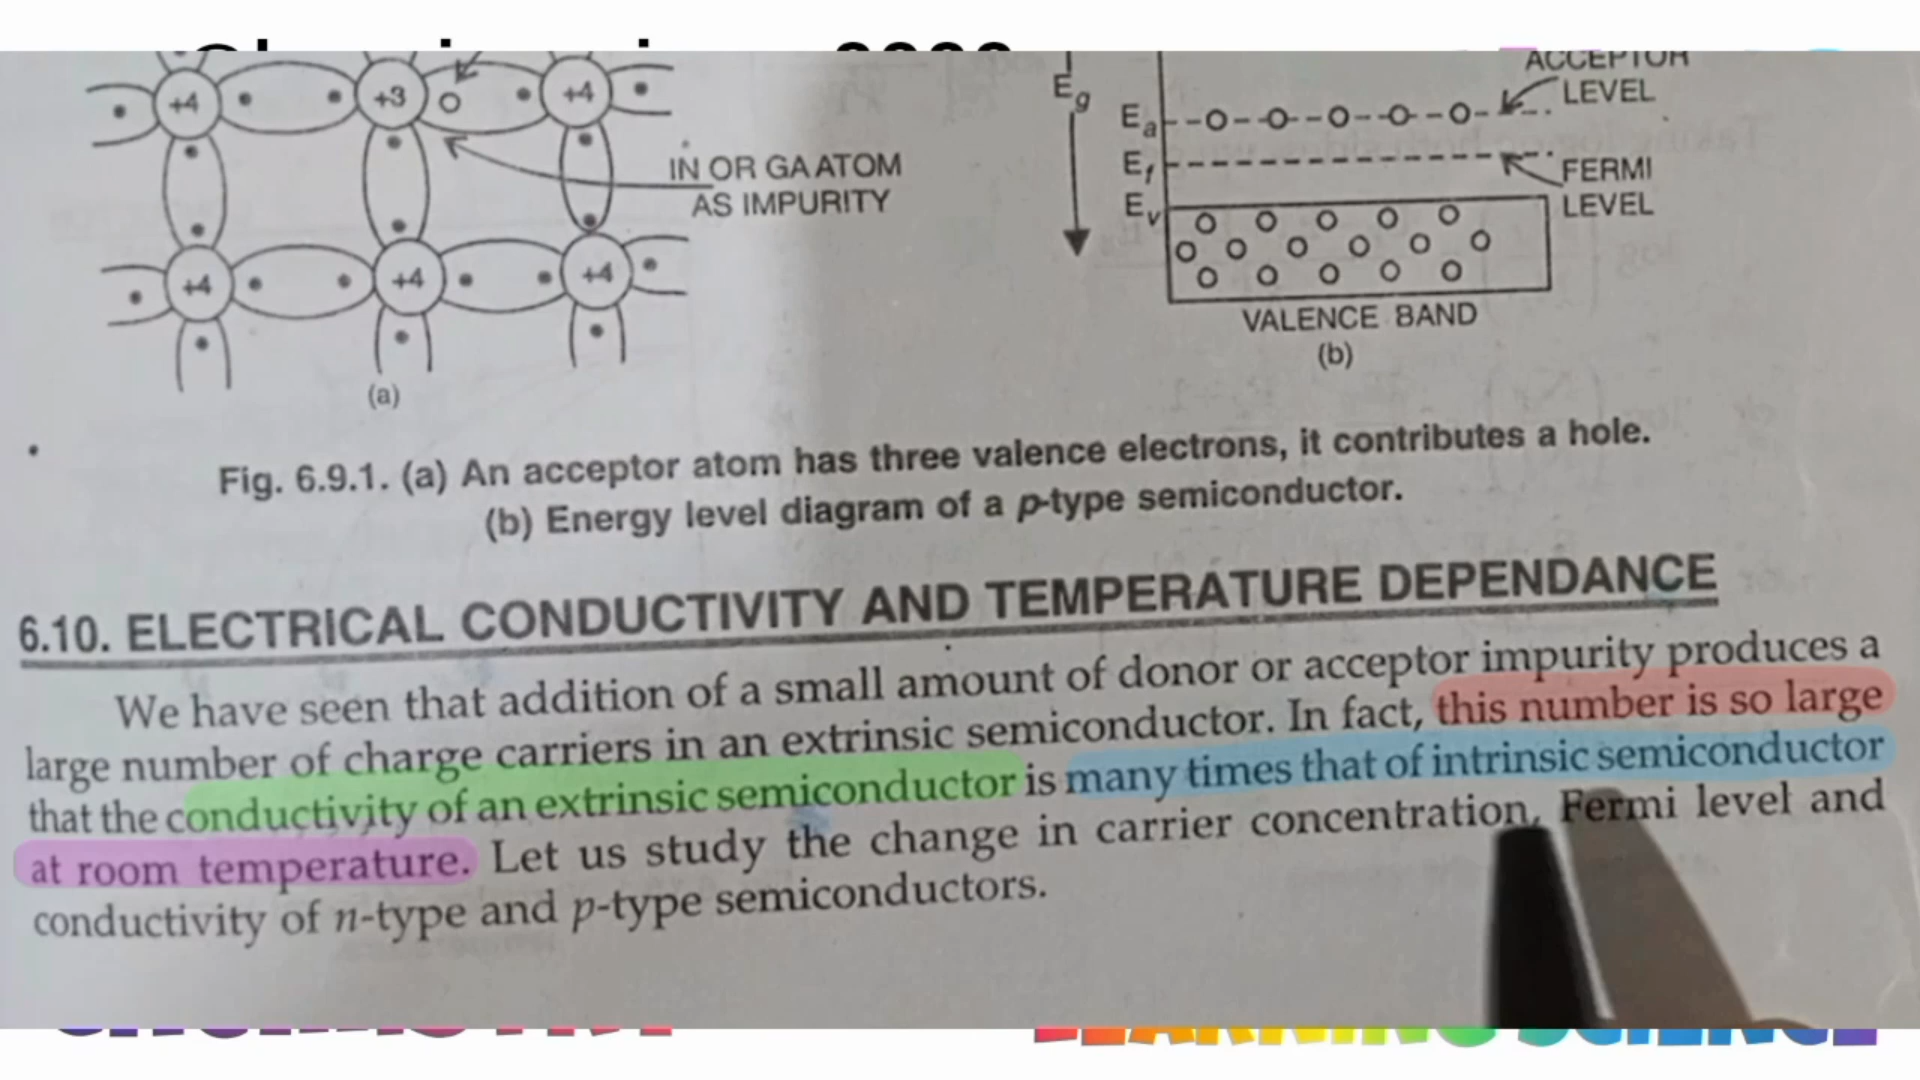 ACCEPTOR
LEVEL
Eg
Ea
Ef
FERMI
LEVEL
Ev
+4
+3
+4
IN OR GA ATOM
AS IMPURITY
+4
+4
+4
VALENCE BAND
(b)
(a)
Fig. 6.9.1. (a) An acceptor atom has three valence electrons, it contributes a hole.
(b) Energy level diagram of a p-type semiconductor.
6.10. ELECTRICAL CONDUCTIVITY AND TEMPERATURE DEPENDANCE
We have seen that addition of a small amount of donor or acceptor impurity produces a
large number of charge carriers in an extrinsic semiconductor. In fact, this number is so large
that the conductivity of an extrinsic semiconductor is many times that of intrinsic semiconductor
at room temperature. Let us study the change in carrier concentration, Fermi level and
conductivity of n-type and p-type semiconductors.